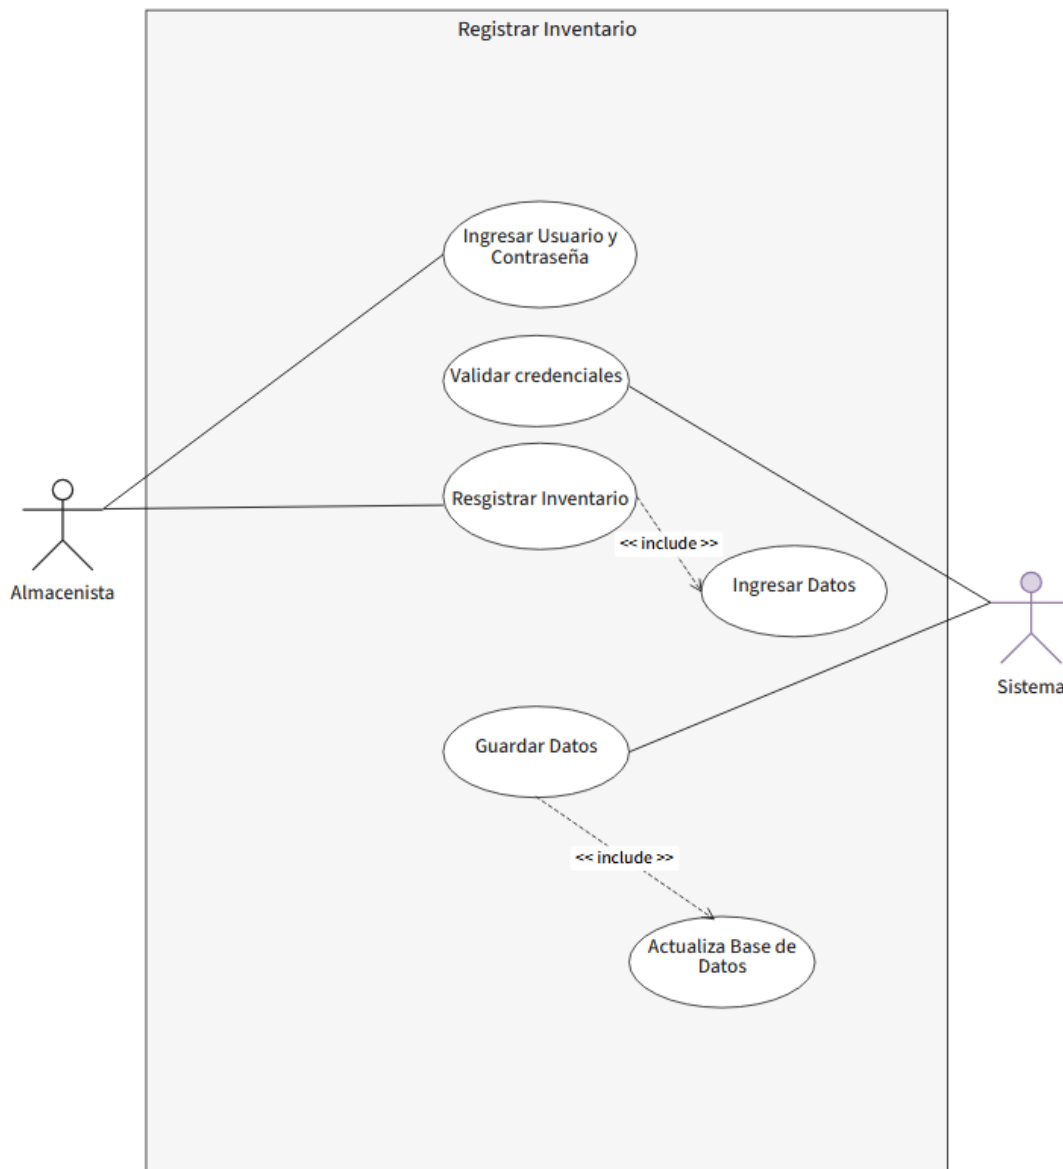 Registrar Inventario
Ingresar Usuario y
Contraseña
Validar credenciales
Resgistrar Inventario
<< include >>
Ingresar Datos
Almacenista
Sistema
Guardar Datos
<< include >>
Actualiza Base de
Datos